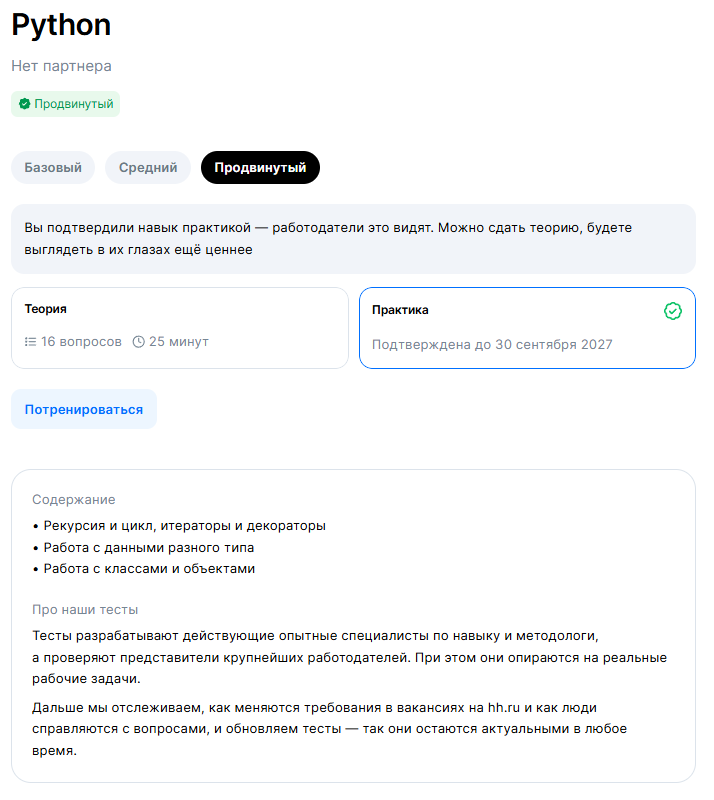 Python
Нет партнера
Продвинутый
Базовый
Средний
Продвинутый
Вы подтвердили навык практикой — работодатели это видят. Можно сдать теорию, будете
выглядеть в их глазах ещё ценнее
Теория
16 вопросов 25 минут
Практика
Подтверждена до 30 сентября 2027
Потренироваться
Содержание
• Рекурсия и цикл, итераторы и декораторы
• Работа с данными разного типа
• Работа с классами и объектами
Про наши тесты
Тесты разрабатывают действующие опытные специалисты по навыку и методологи,
а проверяют представители крупнейших работодателей. При этом они опираются на реальные
рабочие задачи.
Дальше мы отслеживаем, как меняются требования в вакансиях на hh.ru и как люди
справляются с вопросами, и обновляем тесты — так они остаются актуальными в любое
время.